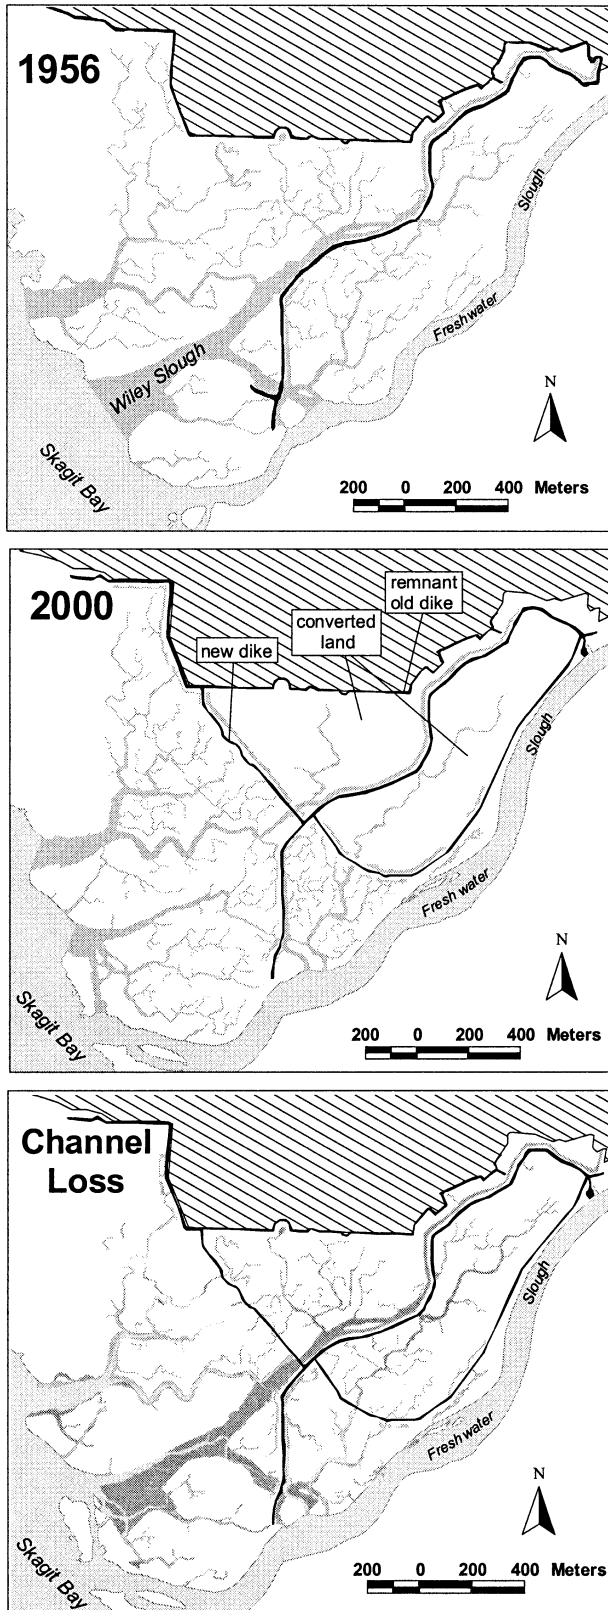 1956
Slough
Freshwater
Wiley Slough
Skagit Bay
N
200 0 200 400 Meters
2000
remnant
old dike
converted
land
new dike
Slough
Fresh water
Skagit Bay
N
200 0 200 400 Meters
Channel
Loss
Slough
Freshwater
Skagit Bay
N
200 0 200 400 Meters